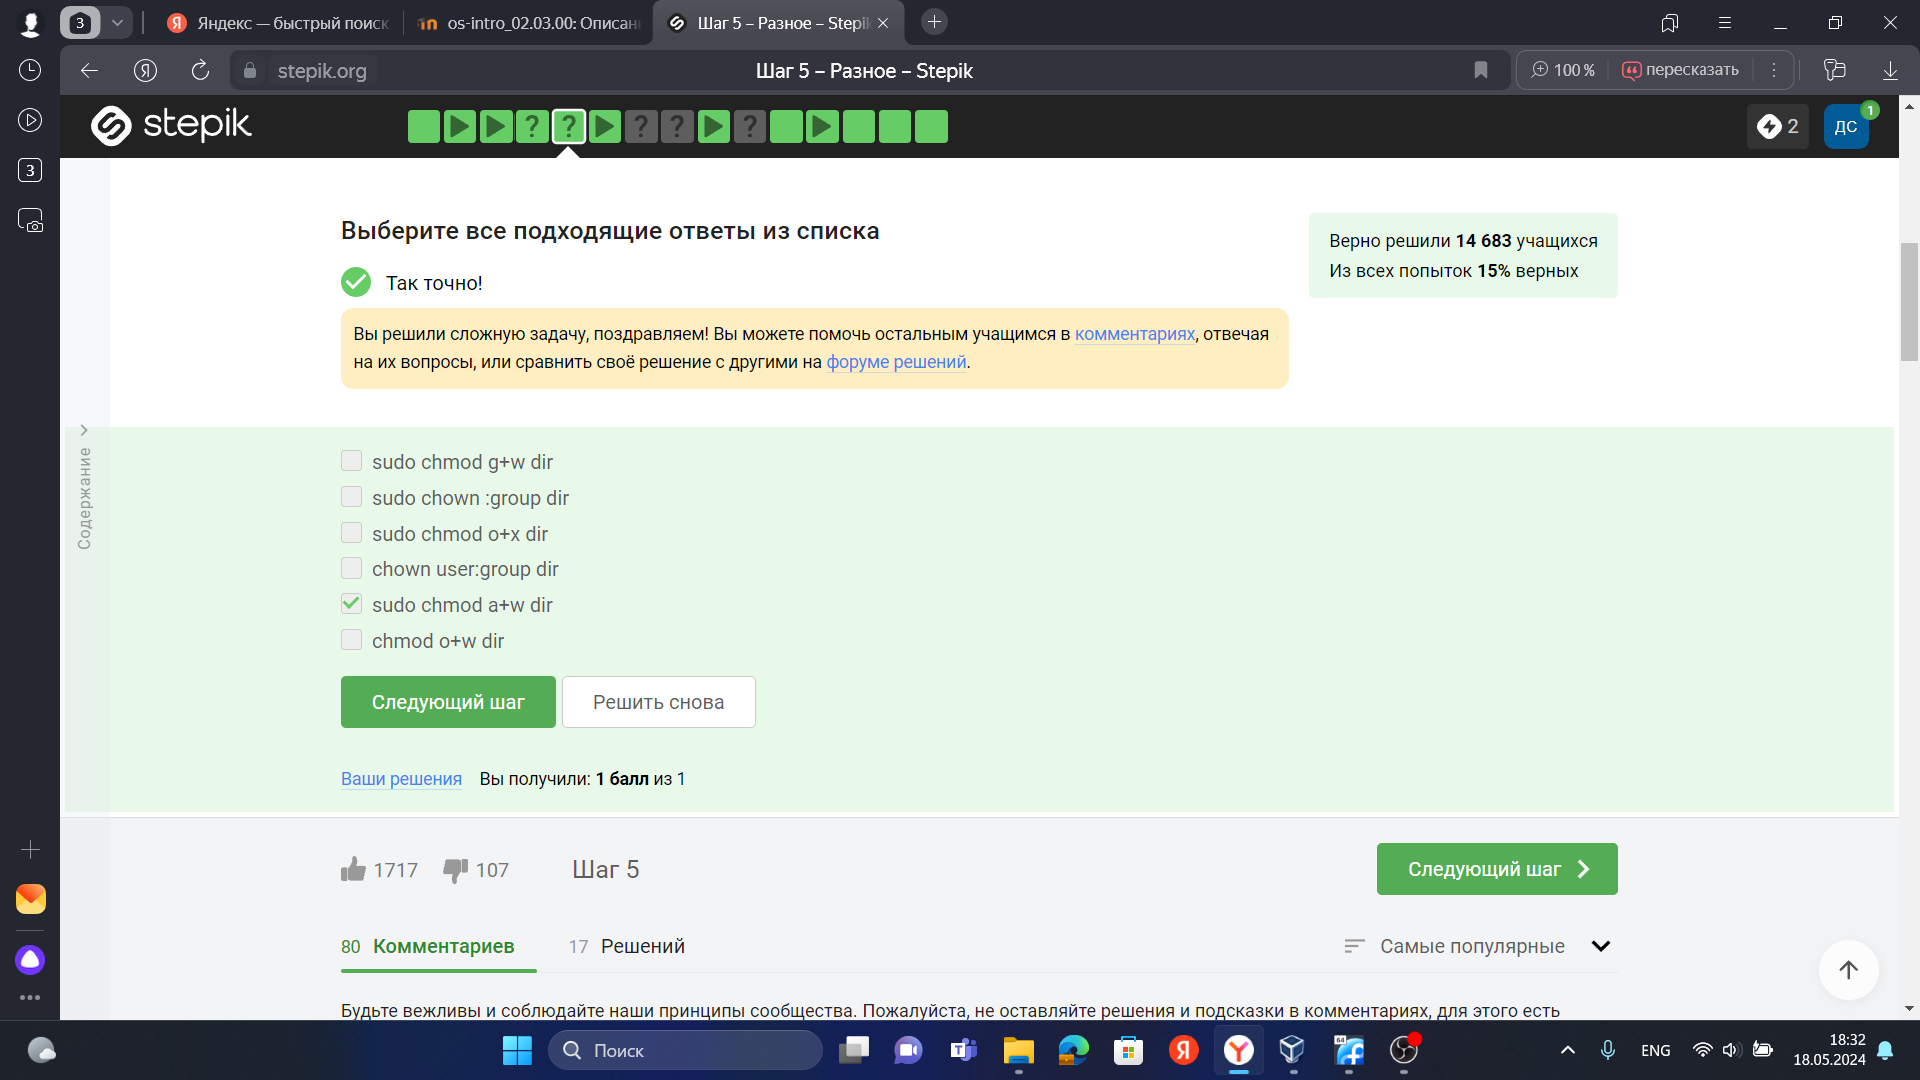 3
Яндекс — быстрый поиск
os-intro_02.03.00: Описан
Шаг 5 – Разное – Stepi
stepik.org
Шаг 5 – Разное – Stepik
100 %
пересказать
3
stepik
? ? ? ? ?
2
ДС
1
Выберите все подходящие ответы из списка
Верно решили 14 683 учащихся
Из всех попыток 15% верных
Так точно!
Вы решили сложную задачу, поздравляем! Вы можете помочь остальным учащимся в комментариях, отвечая
на их вопросы, или сравнить своё решение с другими на форуме решений.
Содержание
sudo chmod g+w dir
sudo chown :group dir
sudo chmod o+x dir
chown user:group dir
sudo chmod a+w dir
chmod o+w dir
Следующий шаг
Решить снова
Ваши решения Вы получили: 1 балл из 1
1717
107
Шаг 5
Следующий шаг
80 Комментариев
17 Решений
Самые популярные
Будьте вежливы и соблюдайте наши принципы сообщества. Пожалуйста, не оставляйте решения и подсказки в комментариях, для этого есть
Поиск
ENG
18:32
18.05.2024